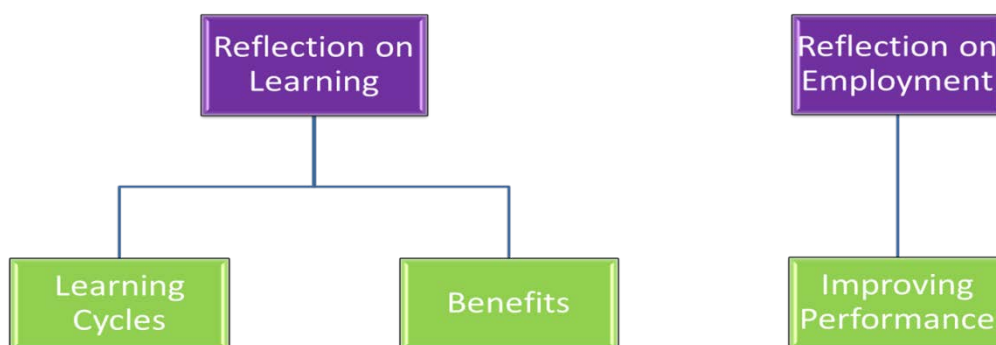 Reflection on
Learning
Reflection on
Employment
Learning
Cycles
Benefits
Improving
Performance